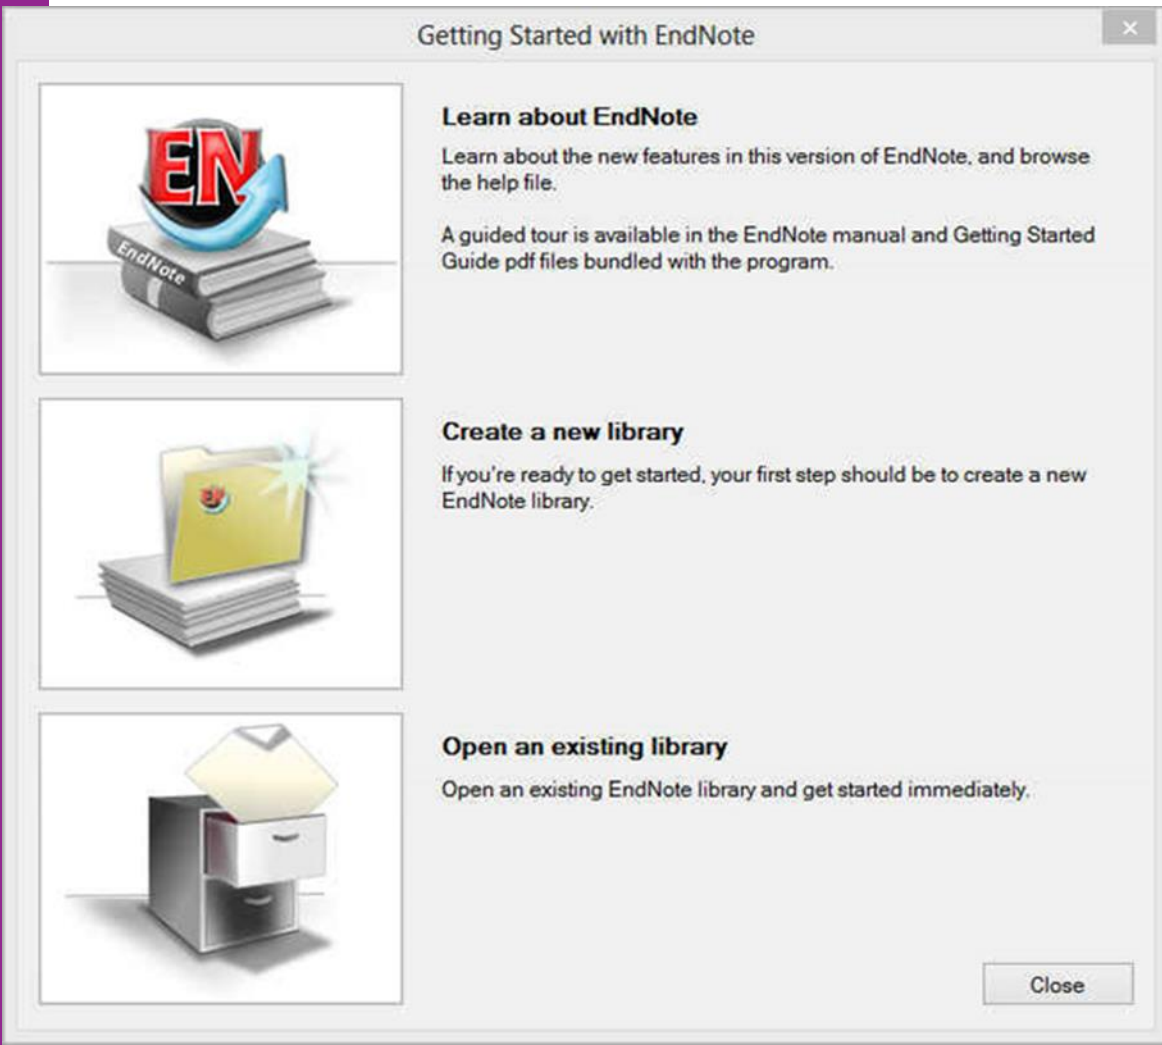 Getting Started with EndNote
EN
EndNote
Learn about EndNote
Learn about the new features in this version of EndNote, and browse
the help file.
A guided tour is available in the EndNote manual and Getting Started
Guide pdf files bundled with the program.
EN
Create a new library
If you're ready to get started, your first step should be to create a new
EndNote library.
Open an existing library
Open an existing EndNote library and get started immediately.
Close